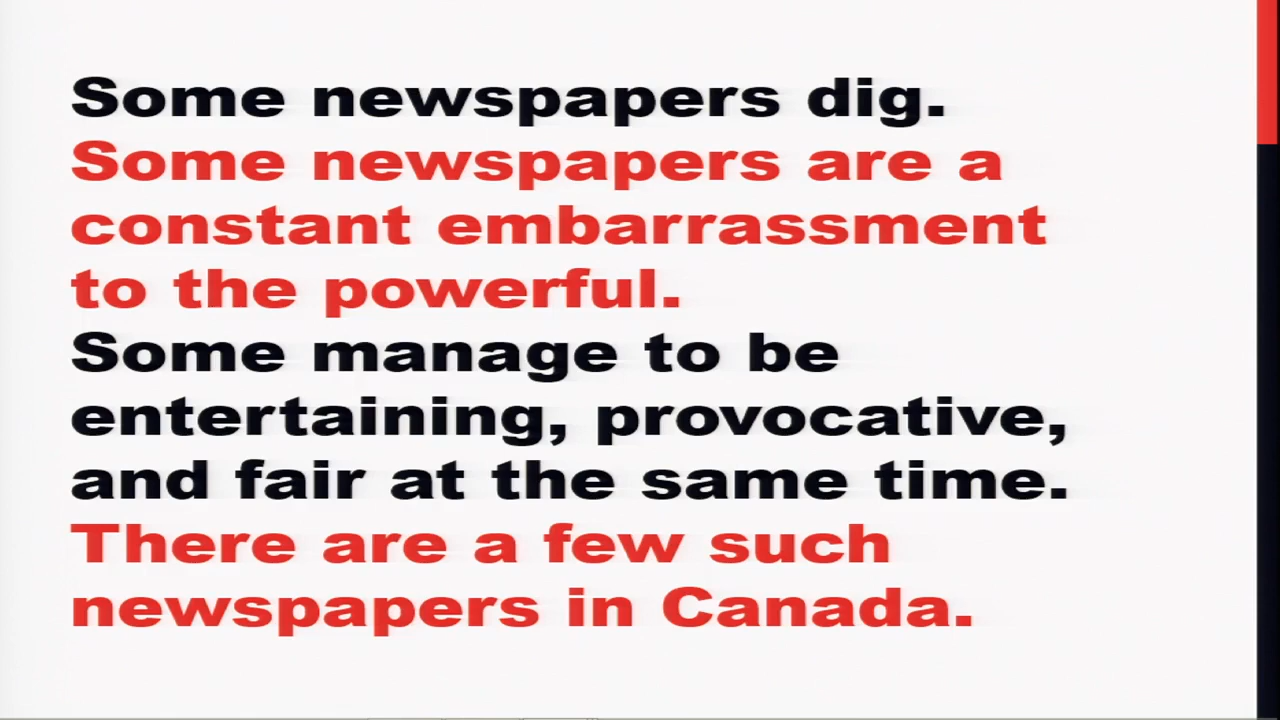 Some newspapers dig.
Some newspapers are a
constant embarrassment
to the powerful.
Some manage to be
entertaining, provocative,
and fair at the same time.
There are a few such
newspapers in Canada.